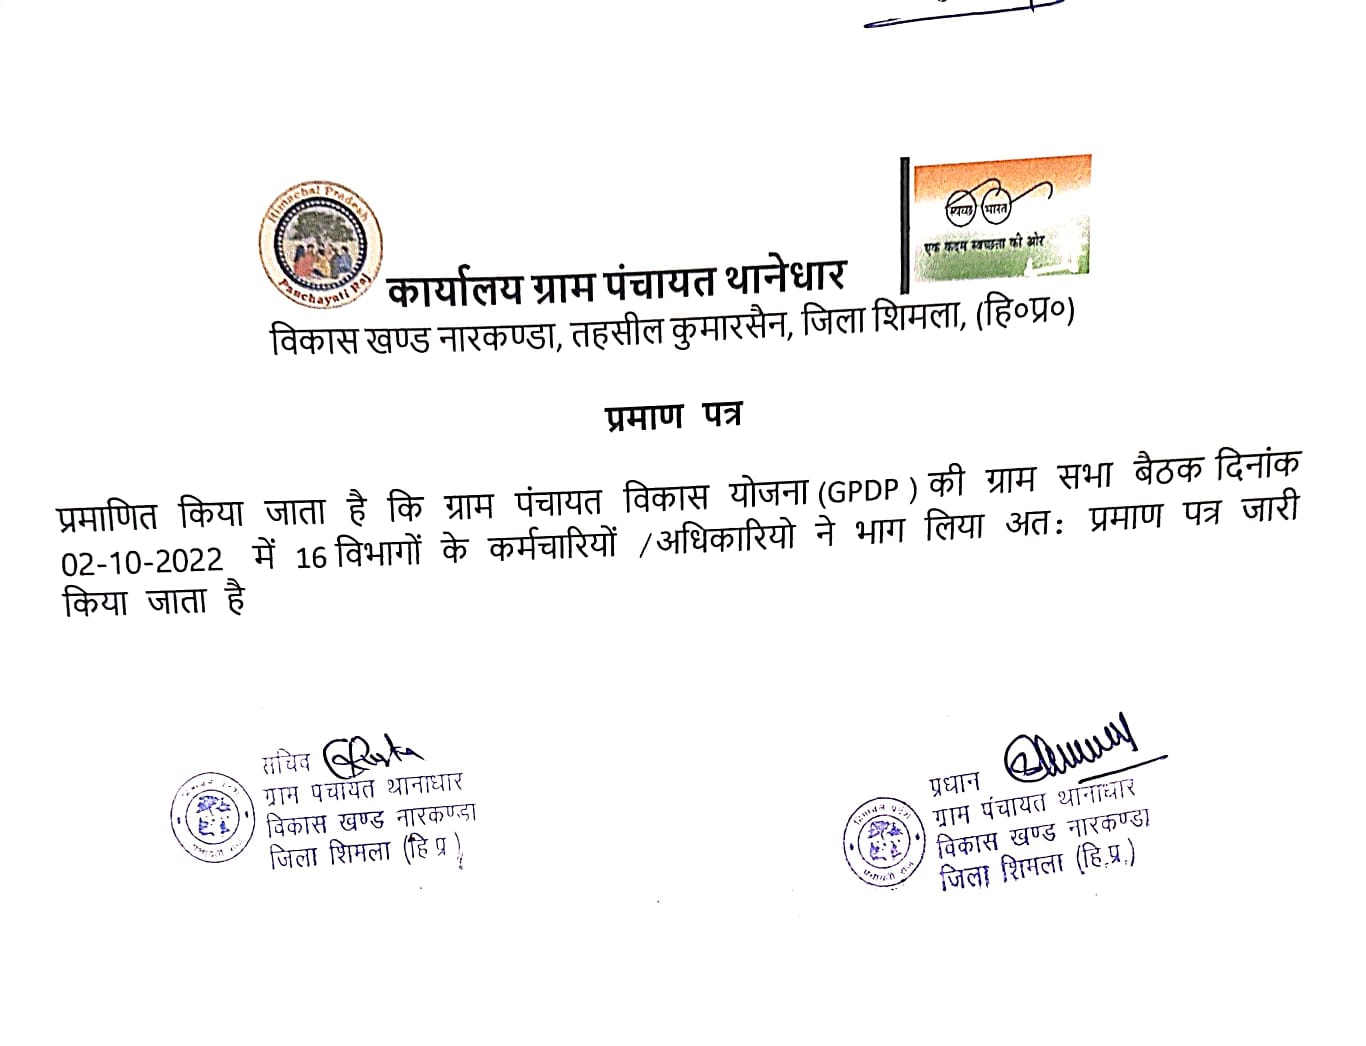 Himachal Pradesh
Panchayati Raj
स्वच्छ भारत
एक कदम स्वच्छता की ओर
कार्यालय ग्राम पंचायत थानेधार
विकास खण्ड नारकण्डा, तहसील कुमारसैन, जिला शिमला, (हि०प्र०)
प्रमाण पत्र
प्रमाणित किया जाता है कि ग्राम पंचायत विकास योजना (GPDP ) की ग्राम सभा बैठक दिनांक
02-10-2022 में 16 विभागों के कर्मचारियों /अधिकारियो ने भाग लिया अत: प्रमाण पत्र जारी
किया जाता है
सचिव
ग्राम पचायत थानाधार
विकास खण्ड नारकण्डा
जिला शिमला (हि प्र )
प्रधान
ग्राम पंचायत थानाधार
विकास खण्ड नारकण्डा
जिला शिमला (हि.प्र.)